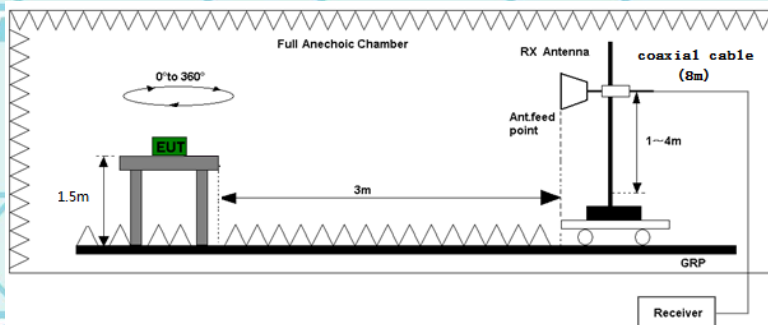 Full Anechoic Chamber
RX Antenna
coaxial cable
(8m)
0°to 360°
Ant.feed
point
EUT
1~4m
1.5m
3m
GRP
Receiver